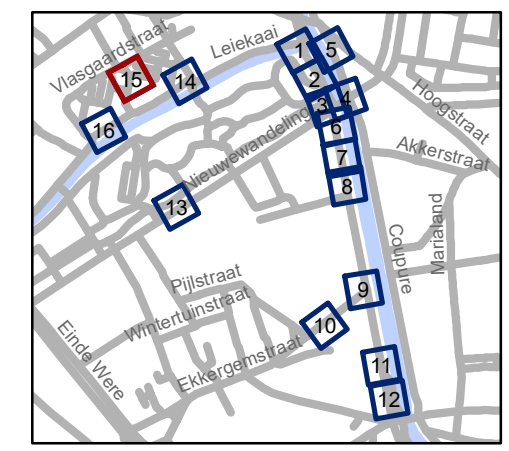 Vlasgaardstraat
Leiekaai
1
5
15
14
2
Hoogstraat
3
4
16
6
Nieuwewandeling
Akkerstraat
7
8
13
Marialand
Coupure
Pijlstraat
9
Wintertuinstraat
10
Einde Were
Ekkergemstraat
11
12